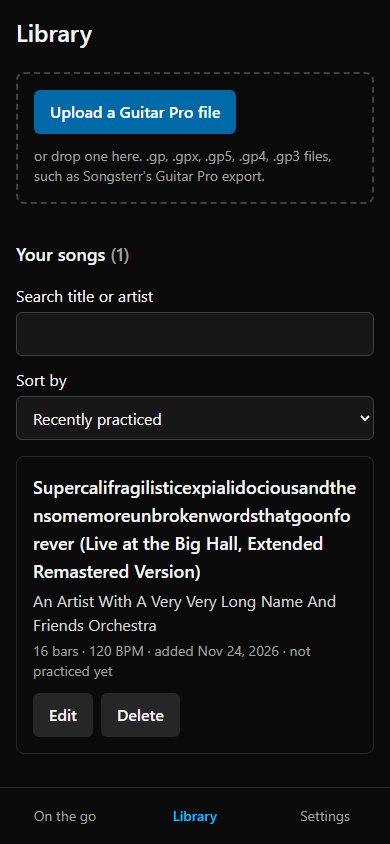 Library
Upload a Guitar Pro file
or drop one here. .gp, .gpx, .gp5, .gp4, .gp3 files,
such as Songsterr's Guitar Pro export.
Your songs (1)
Search title or artist
Sort by
Recently practiced
Supercalifragilisticexpialidociousandthe
nsomemoreunbrokenwordsthatgoonfo
rever (Live at the Big Hall, Extended
Remastered Version)
An Artist With A Very Very Long Name And
Friends Orchestra
16 bars · 120 BPM · added Nov 24, 2026 · not
practiced yet
Edit Delete
On the go Library Settings